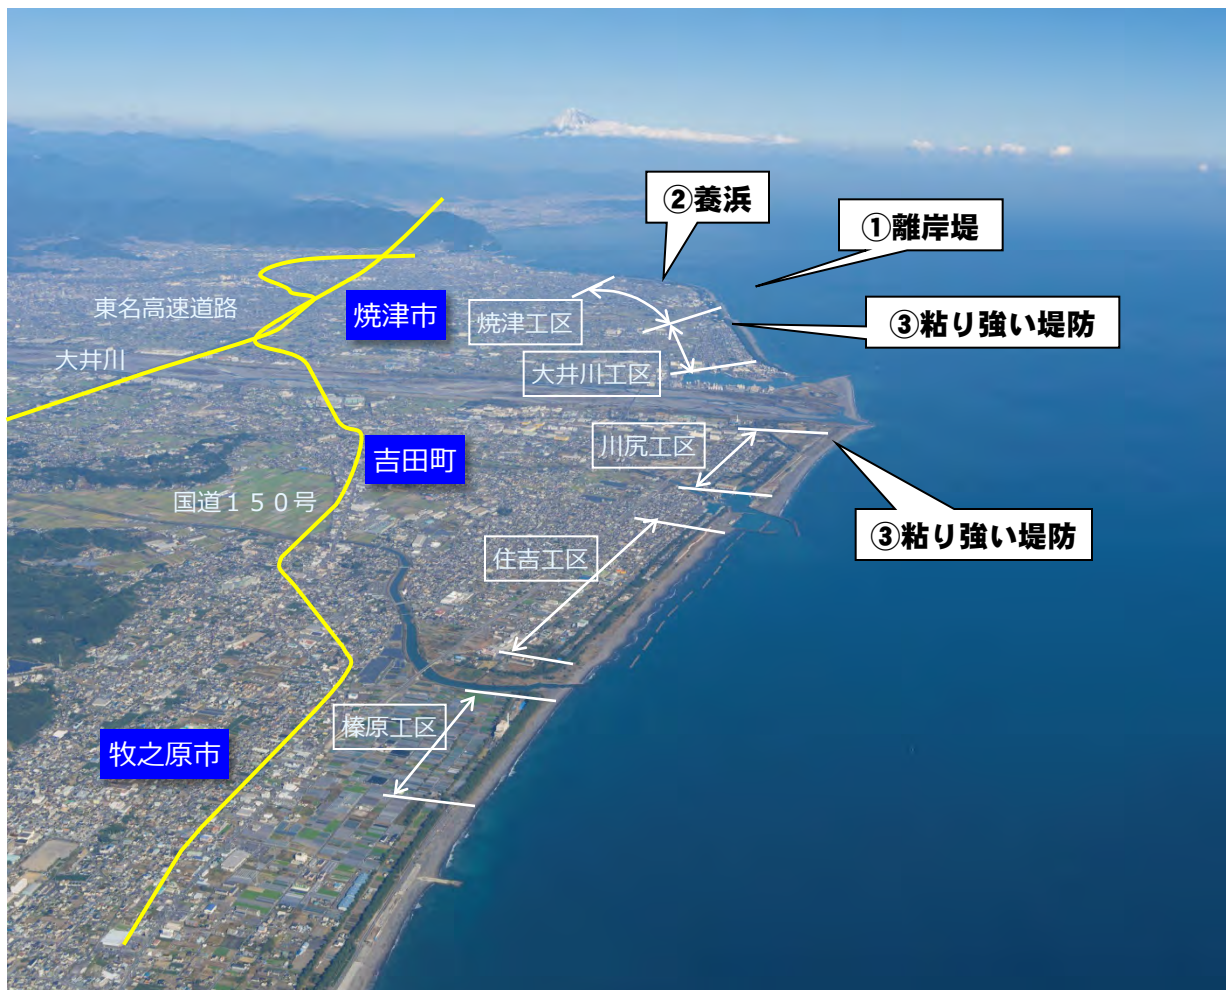 ②養浜
①離岸堤
東名高速道路
焼津市
焼津工区
③粘り強い堤防
大井川
大井川工区
吉田町
川尻工区
国道１５０号
③粘り強い堤防
住吉工区
榛原工区
牧之原市